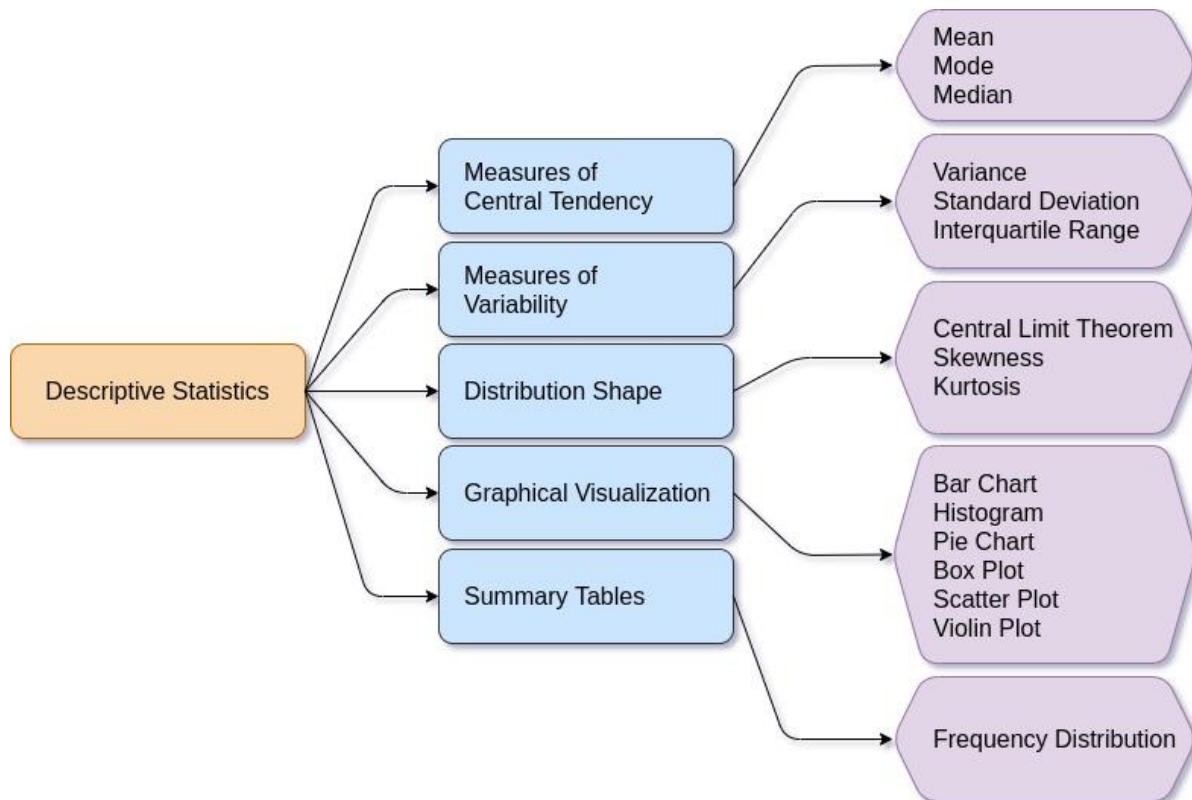 Descriptive Statistics
Measures of
Central Tendency
Measures of
Variability
Distribution Shape
Graphical Visualization
Summary Tables
Mean
Mode
Median
Variance
Standard Deviation
Interquartile Range
Central Limit Theorem
Skewness
Kurtosis
Bar Chart
Histogram
Pie Chart
Box Plot
Scatter Plot
Violin Plot
Frequency Distribution